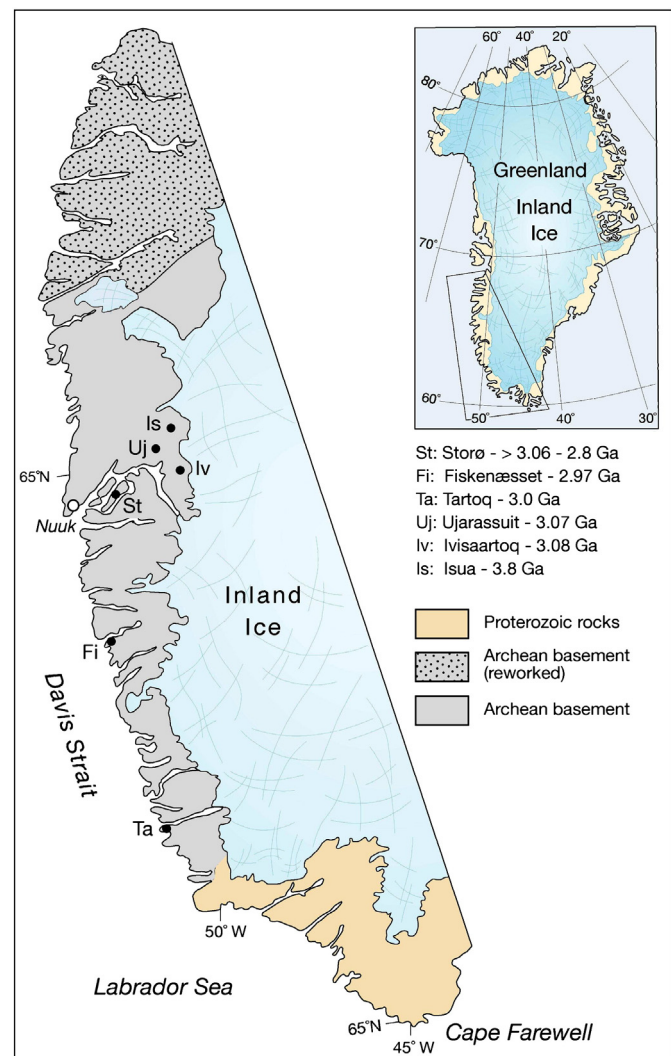 60° 40° 20°
80°
Greenland
Inland
Ice
70°
60°
50°
40°
30°
Is
Uj
Iv
65°N
St
Nuuk
St: Storø - > 3.06 - 2.8 Ga
Fi: Fiskenæsset - 2.97 Ga
Ta: Tartoq - 3.0 Ga
Uj: Ujarassuit - 3.07 Ga
Iv: Ivisaartoq - 3.08 Ga
Is: Isua - 3.8 Ga
Inland
Ice
Proterozoic rocks
Archean basement
(reworked)
Archean basement
Fi
Davis Strait
Ta
50° W
Labrador Sea
65°N
45° W
Cape Farewell